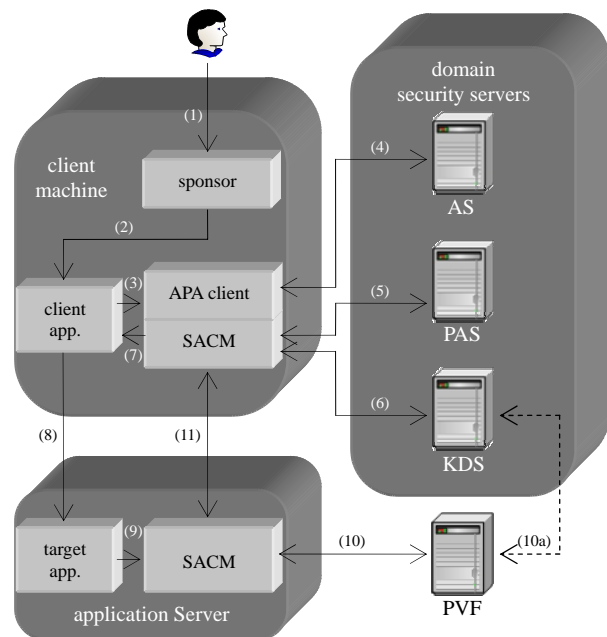 domain
security servers
(1)
client
machine
sponsor
(4)
AS
(2)
(3)
APA client
client
app.
(5)
PAS
SACM
(7)
(6)
KDS
(8)
(11)
(9)
target
app.
SACM
(10)
(10a)
PVF
application Server